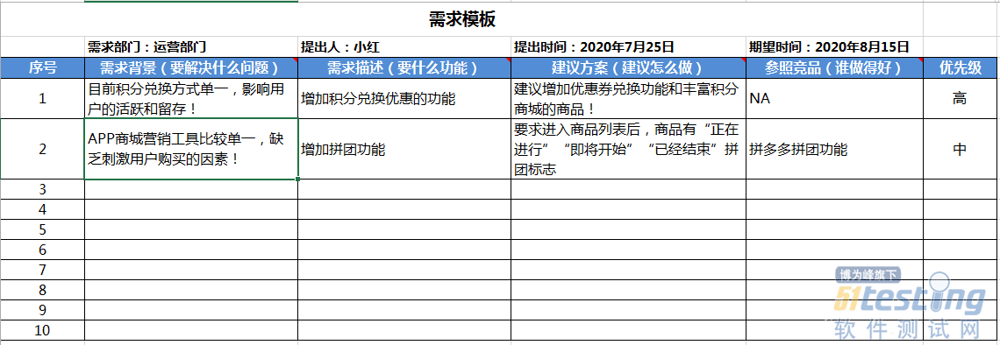 需求模板
需求部门：运营部门 提出人：小红 提出时间：2020年7月25日 期望时间：2020年8月15日
序号 需求背景（要解决什么问题） 需求描述（要什么功能） 建议方案（建议怎么做） 参照竞品（谁做得好） 优先级
1
目前积分兑换方式单一，影响用
户的活跃和留存！
增加积分兑换优惠的功能
建议增加优惠券兑换功能和丰富积分
商城的商品！
NA
高
2
APP商城营销工具比较单一，缺
乏刺激用户购买的因素！
增加拼团功能
要求进入商品列表后，商品有“正在
进行”“即将开始”“已经结束”拼
团标志
拼多多拼团功能
中
3
4
5
6
7
8
9
10
博为峰旗下
51testing
软件测试网